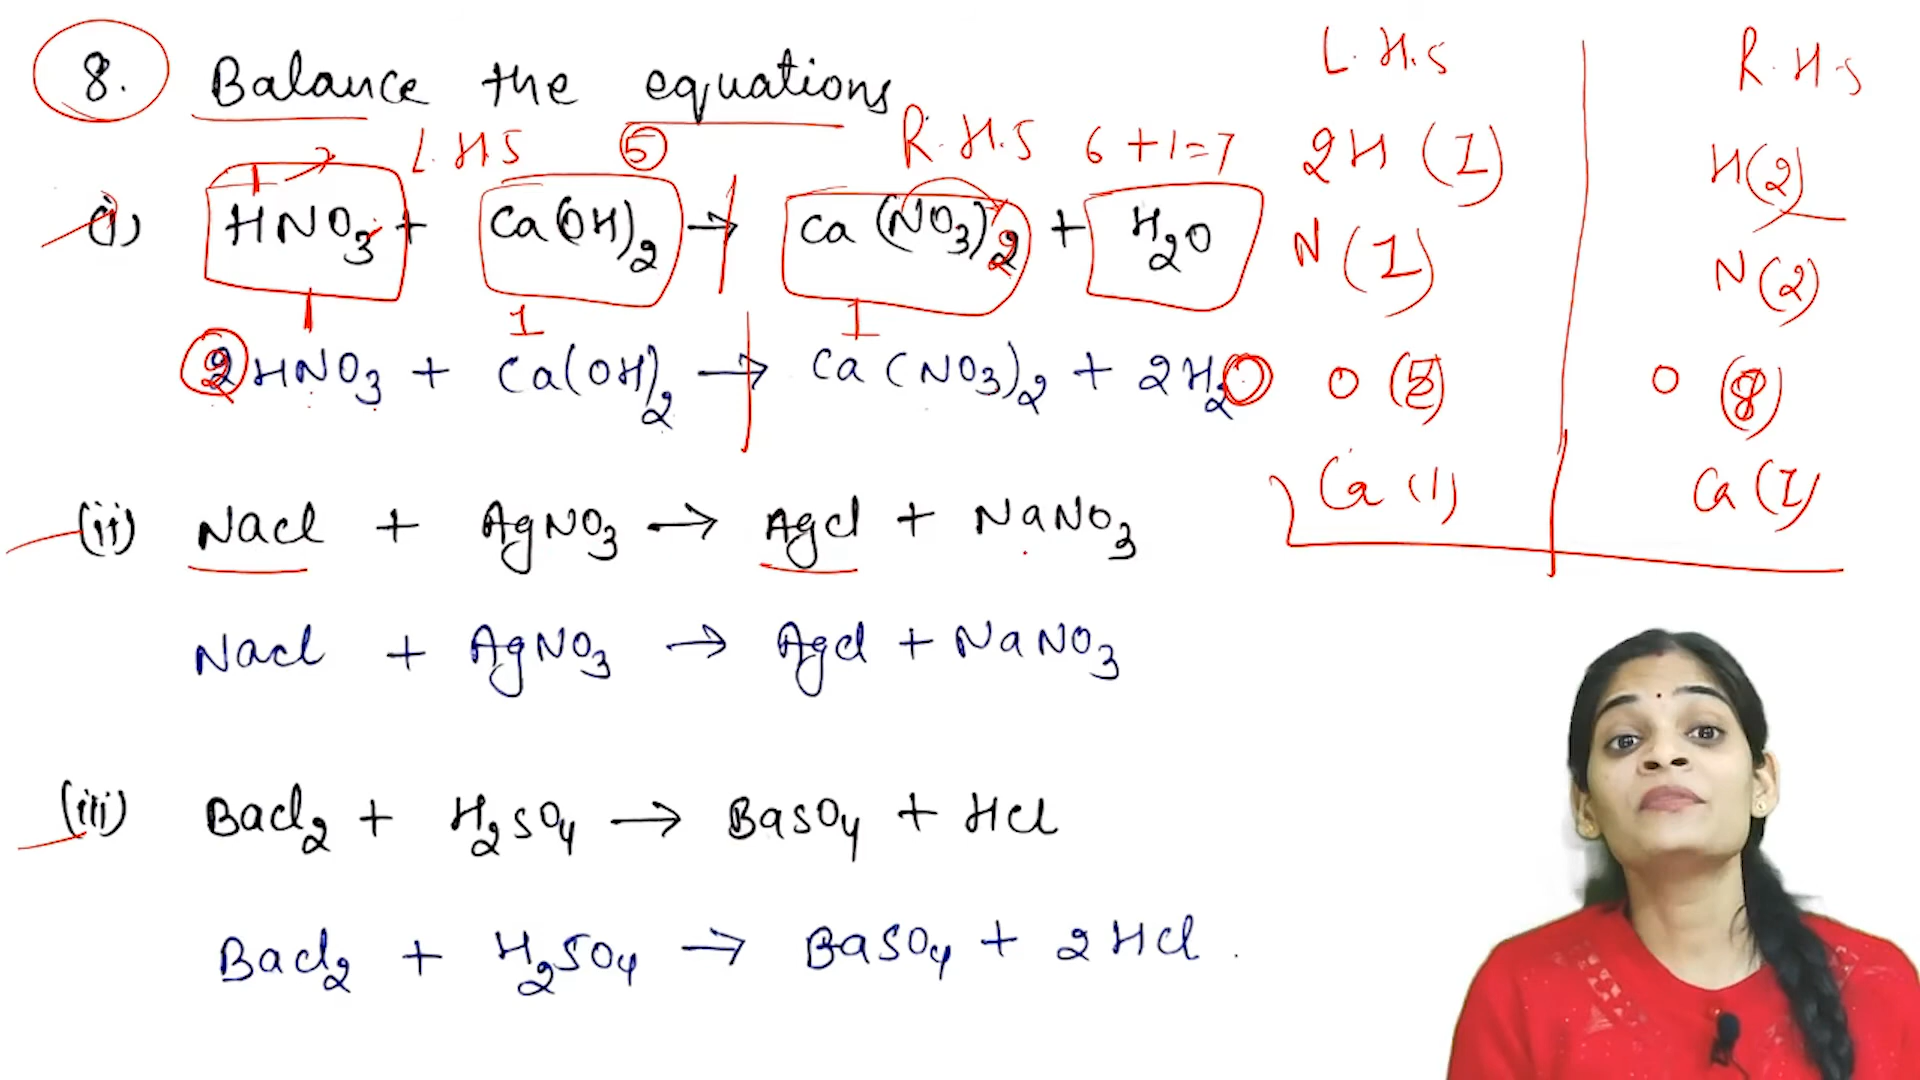 8. Balance the equations
L.H.S 5 R.H.S 6+1=7
(i) HNO3 + Ca(OH)2 → Ca(NO3)2 + H2O
1 1
2HNO3 + Ca(OH)2 → Ca(NO3)2 + 2H2O
(ii) Nacl + AgNO3 → Agcl + NaNO3
Nacl + AgNO3 → Agcl + NaNO3
(iii) Bacl2 + H2SO4 → BaSO4 + HCl
Bacl2 + H2SO4 → BaSO4 + 2HCl.
L.H.S R.H.S
2H (1) H(2)
N (1) N(2)
O O (8)
Ca (1) Ca (1)